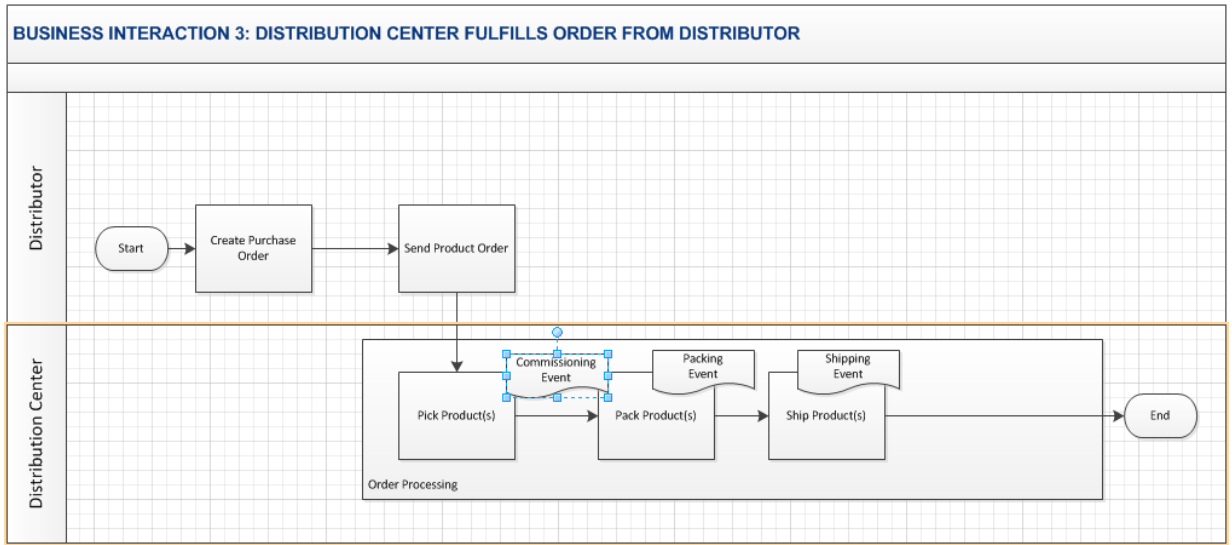 BUSINESS INTERACTION 3: DISTRIBUTION CENTER FULFILLS ORDER FROM DISTRIBUTOR
Distributor
Start
Create Purchase
Order
Send Product Order
Distribution Center
Commissioning
Event
Packing
Event
Shipping
Event
Pick Product(s)
Pack Product(s)
Ship Product(s)
End
Order Processing